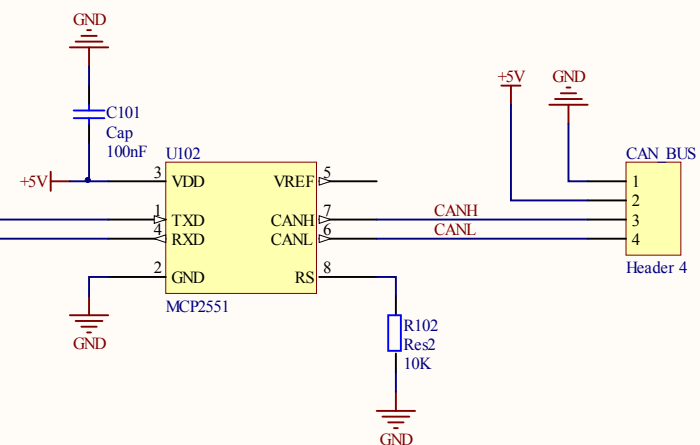 GND
C101
Cap
100nF
+5V
U102
3 VDD
VREF 5
1 TXD
CANH 7
4 RXD
CANL 6
2 GND
RS 8
MCP2551
GND
R102
Res2
10K
GND
CANH
CANL
+5V
GND
CAN_BUS
1
2
3
4
Header 4